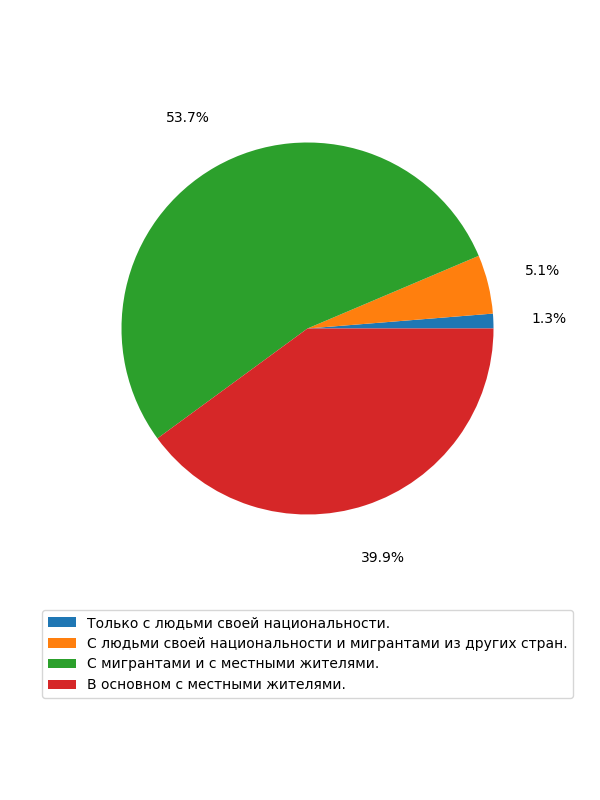 53.7%
5.1%
1.3%
39.9%
Только с людьми своей национальности.
С людьми своей национальности и мигрантами из других стран.
С мигрантами и с местными жителями.
В основном с местными жителями.